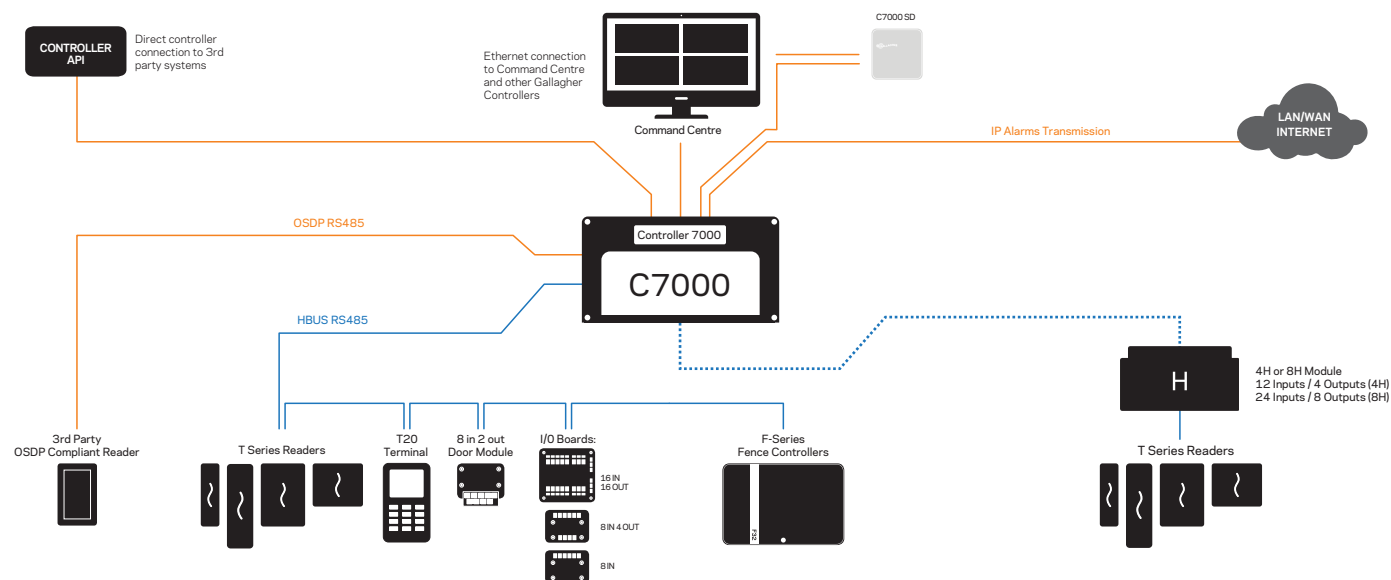 C7000 SD
CONTROLLER
API
Direct controller
connection to 3rd
party systems
Ethernet connection
to Command Centre
and other Gallagher
Controllers
Command Centre
IP Alarms Transmission
LAN/WAN
INTERNET
OSDP RS485
Controller 7000
C7000
HBUS RS485
H
4H or 8H Module
12 Inputs / 4 Outputs (4H)
24 Inputs / 8 Outputs (8H)
3rd Party
OSDP Compliant Reader
T Series Readers
T20
Terminal
8 in 2 out
Door Module
I/O Boards:
16 IN
16 OUT
8 IN 4 OUT
8 IN
F-Series
Fence Controllers
F32
T Series Readers